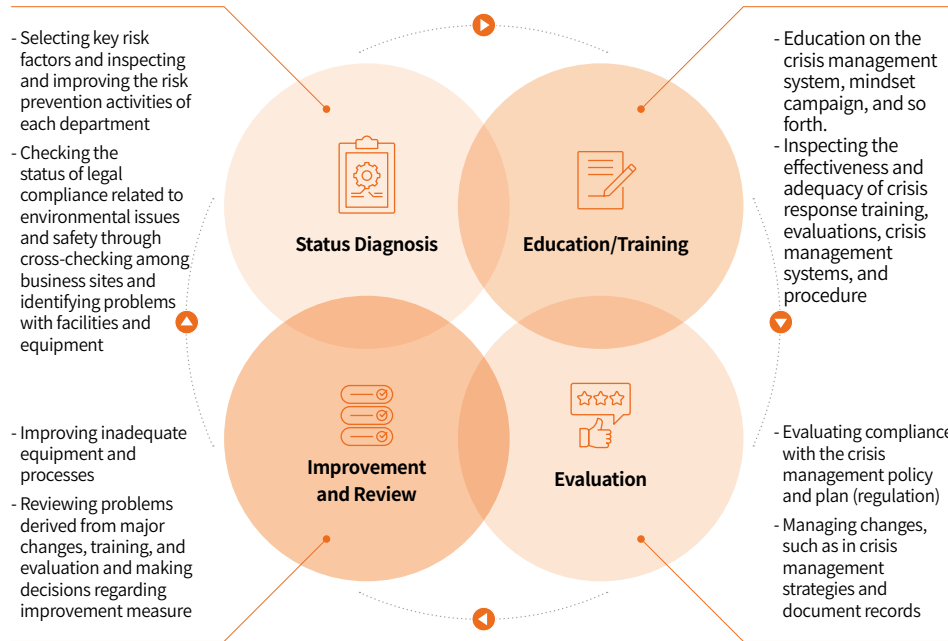 - Selecting key risk
factors and inspecting
and improving the risk
prevention activities of
each department
- Checking the
status of legal
compliance related to
environmental issues
and safety through
cross-checking among
business sites and
identifying problems
with facilities and
equipment
Status Diagnosis
Education/Training
- Education on the
crisis management
system, mindset
campaign, and so
forth.
- Inspecting the
effectiveness and
adequacy of crisis
response training,
evaluations, crisis
management
systems, and
procedure
- Improving inadequate
equipment and
processes
- Reviewing problems
derived from major
changes, training, and
evaluation and making
decisions regarding
improvement measure
Improvement
and Review
Evaluation
- Evaluating compliance
with the crisis
management policy
and plan (regulation)
- Managing changes,
such as in crisis
management
strategies and
document records